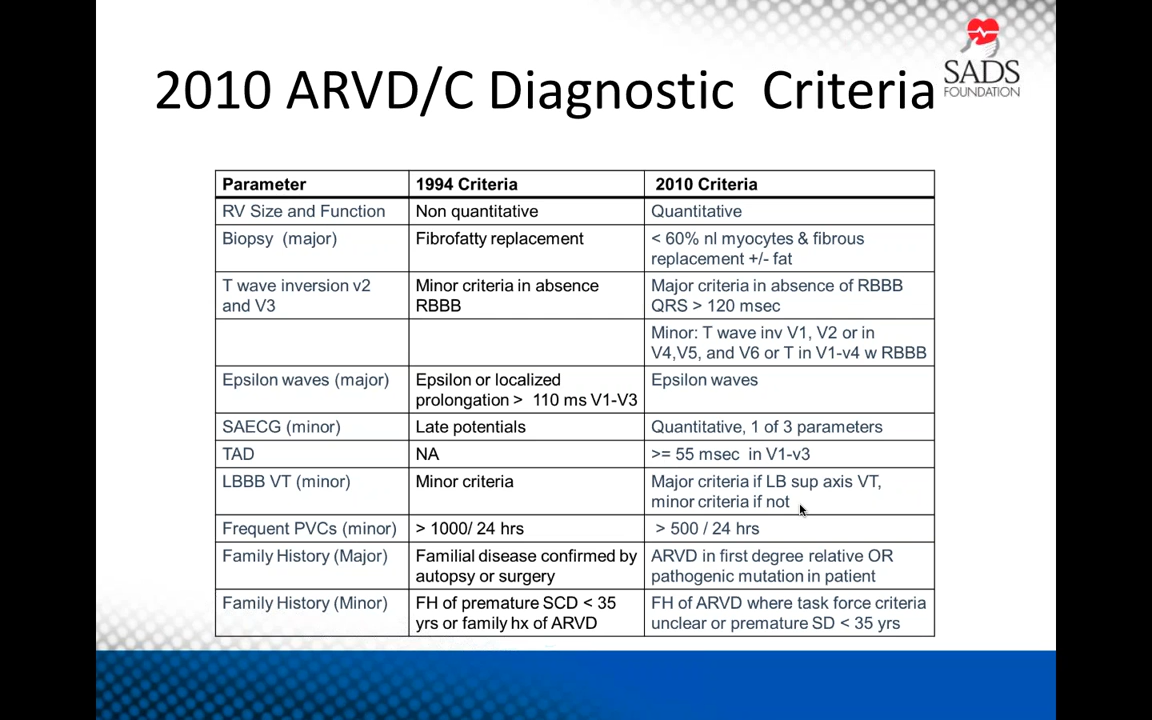 SADS
FOUNDATION
2010 ARVD/C Diagnostic Criteria
Parameter
1994 Criteria
2010 Criteria
RV Size and Function
Non quantitative
Quantitative
Biopsy (major)
Fibrofatty replacement
< 60% nl myocytes & fibrous
replacement +/- fat
T wave inversion v2
and V3
Minor criteria in absence
RBBB
Major criteria in absence of RBBB
QRS > 120 msec
Minor: T wave inv V1, V2 or in
V4,V5, and V6 or T in V1-v4 w RBBB
Epsilon waves (major)
Epsilon or localized
prolongation > 110 ms V1-V3
Epsilon waves
SAECG (minor)
Late potentials
Quantitative, 1 of 3 parameters
TAD
NA
>= 55 msec in V1-v3
LBBB VT (minor)
Minor criteria
Major criteria if LB sup axis VT,
minor criteria if not
Frequent PVCs (minor)
> 1000/ 24 hrs
> 500 / 24 hrs
Family History (Major)
Familial disease confirmed by
autopsy or surgery
ARVD in first degree relative OR
pathogenic mutation in patient
Family History (Minor)
FH of premature SCD < 35
yrs or family hx of ARVD
FH of ARVD where task force criteria
unclear or premature SD < 35 yrs